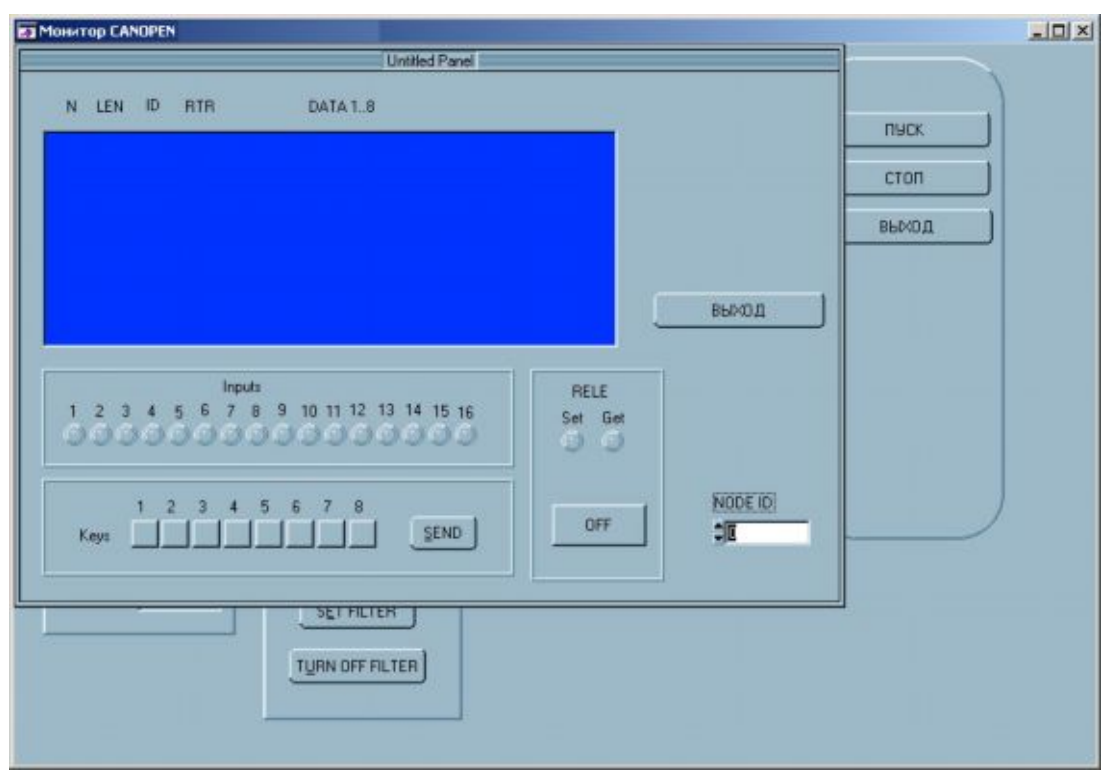 Монитор CANOPEN
Untitled Panel
N LEN ID RTR DATA 1..8
ПУСК
СТОП
ВЫХОД
ВЫХОД
Inputs
1 2 3 4 5 6 7 8 9 10 11 12 13 14 15 16
RELE
Set Get
OFF
1 2 3 4 5 6 7 8
Keys
SEND
NODE ID
0
SET FILTER
TURN OFF FILTER